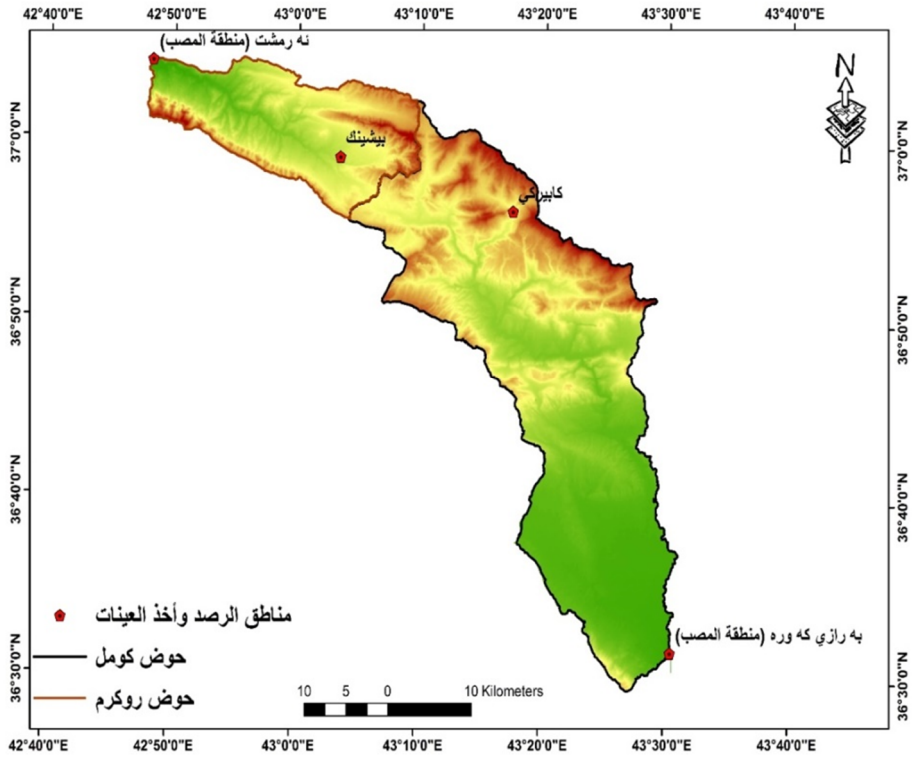 42°40'0"E 42°50'0"E 43°0'0"E 43°10'0"E 43°20'0"E 43°30'0"E 43°40'0"E
نه رمشت (منطقة المصب)
N
37°0'0"N
37°0'0"N
بيشينك
كابيركي
36°50'0"N
36°50'0"N
36°40'0"N
36°40'0"N
مناطق الرصد وأخذ العينات
به رازي كه وره (منطقة المصب)
حوض كومل
36°30'0"N
36°30'0"N
حوض روكرم
10 5 0 10 Kilometers
42°40'0"E 42°50'0"E 43°0'0"E 43°10'0"E 43°20'0"E 43°30'0"E 43°40'0"E